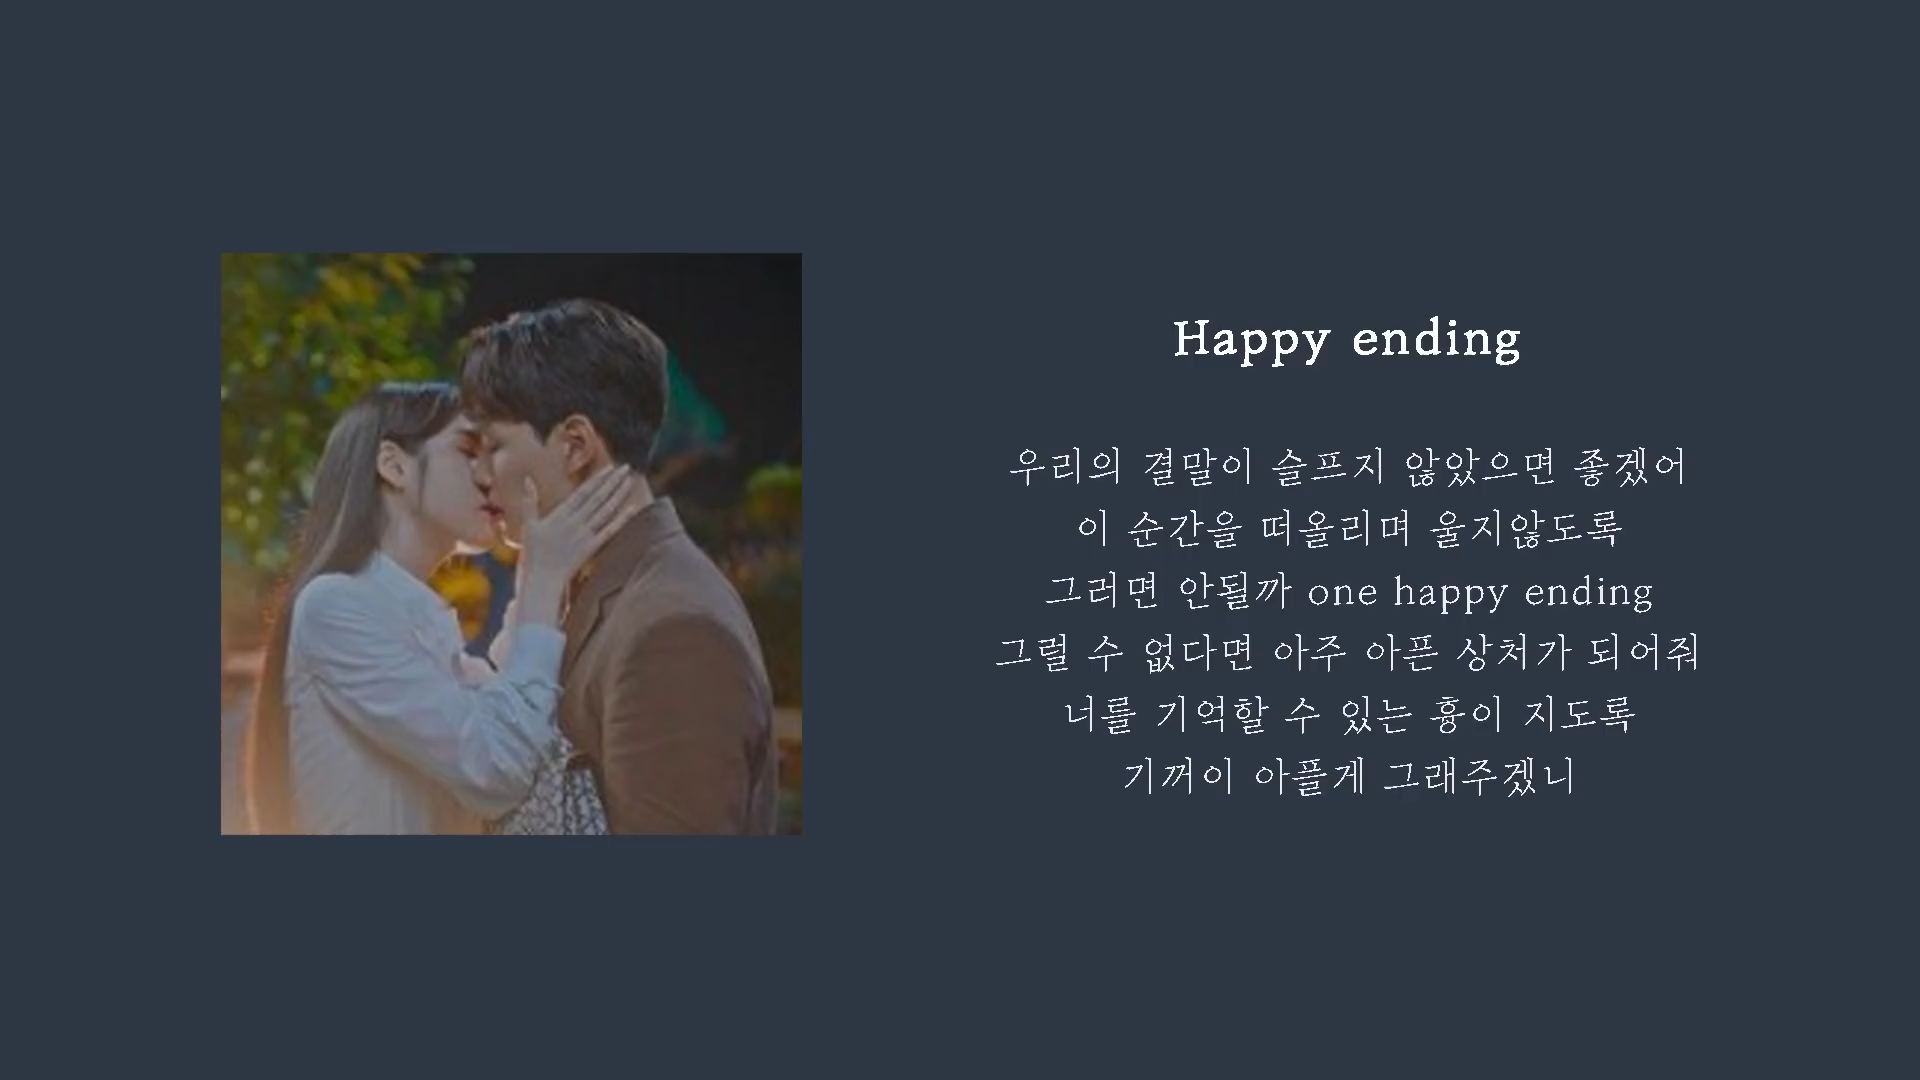 Happy ending
우리의 결말이 슬프지 않았으면 좋겠어
이 순간을 떠올리며 울지않도록
그러면 안될까 one happy ending
그럴 수 없다면 아주 아픈 상처가 되어줘
너를 기억할 수 있는 흉이 지도록
기꺼이 아플게 그래주겠니